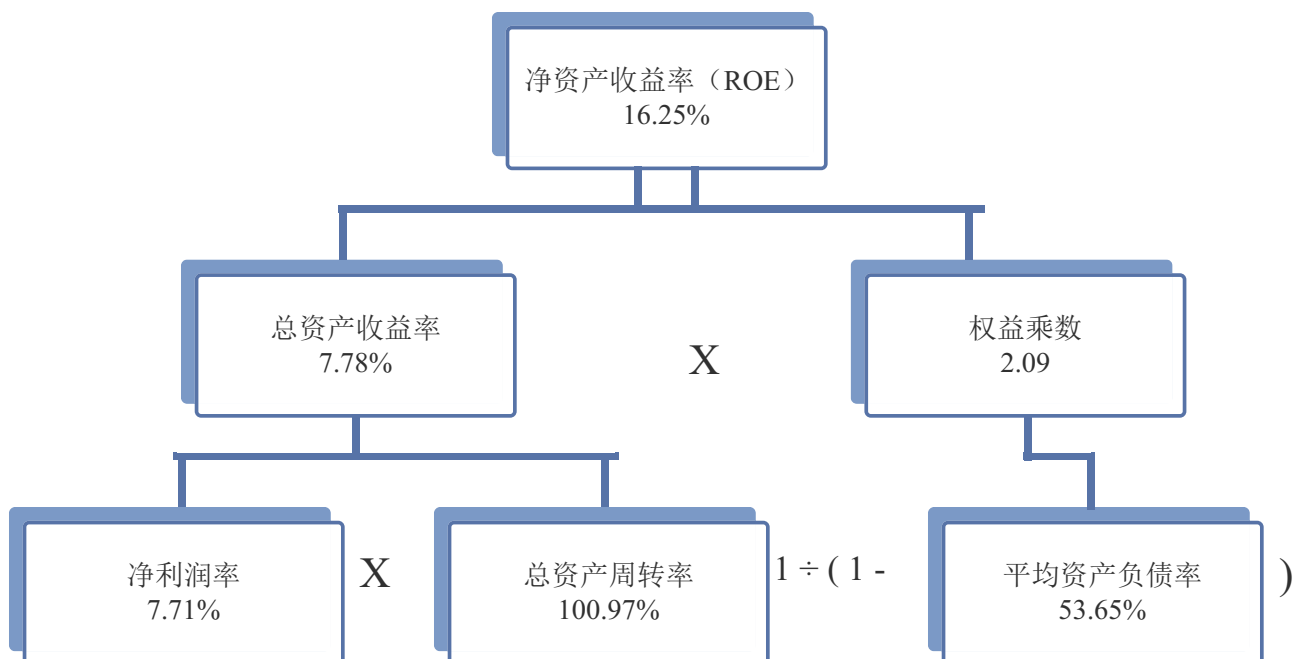 净资产收益率（ROE）
16.25%
总资产收益率
7.78%
X
权益乘数
2.09
净利润率
7.71%
X
总资产周转率
100.97%
1 ÷ ( 1 -
平均资产负债率
53.65%
)